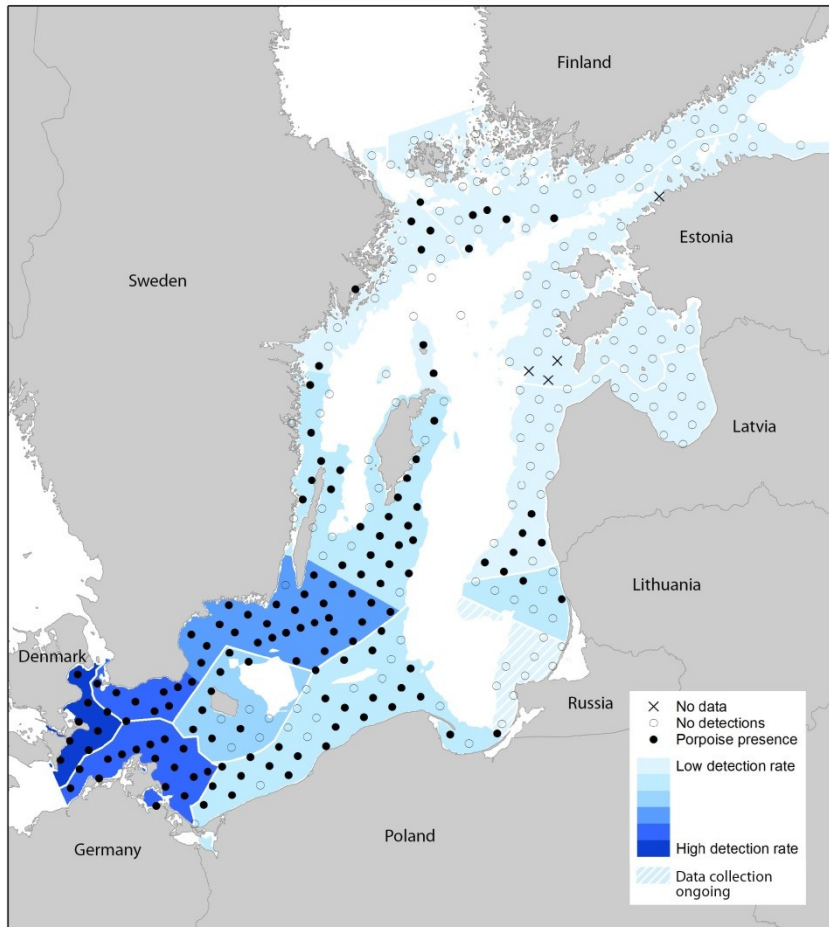 Finland
Estonia
Sweden
Latvia
Lithuania
Denmark
Russia
Germany
Poland
No data
No detections
Porpoise presence
Low detection rate
High detection rate
Data collection
ongoing